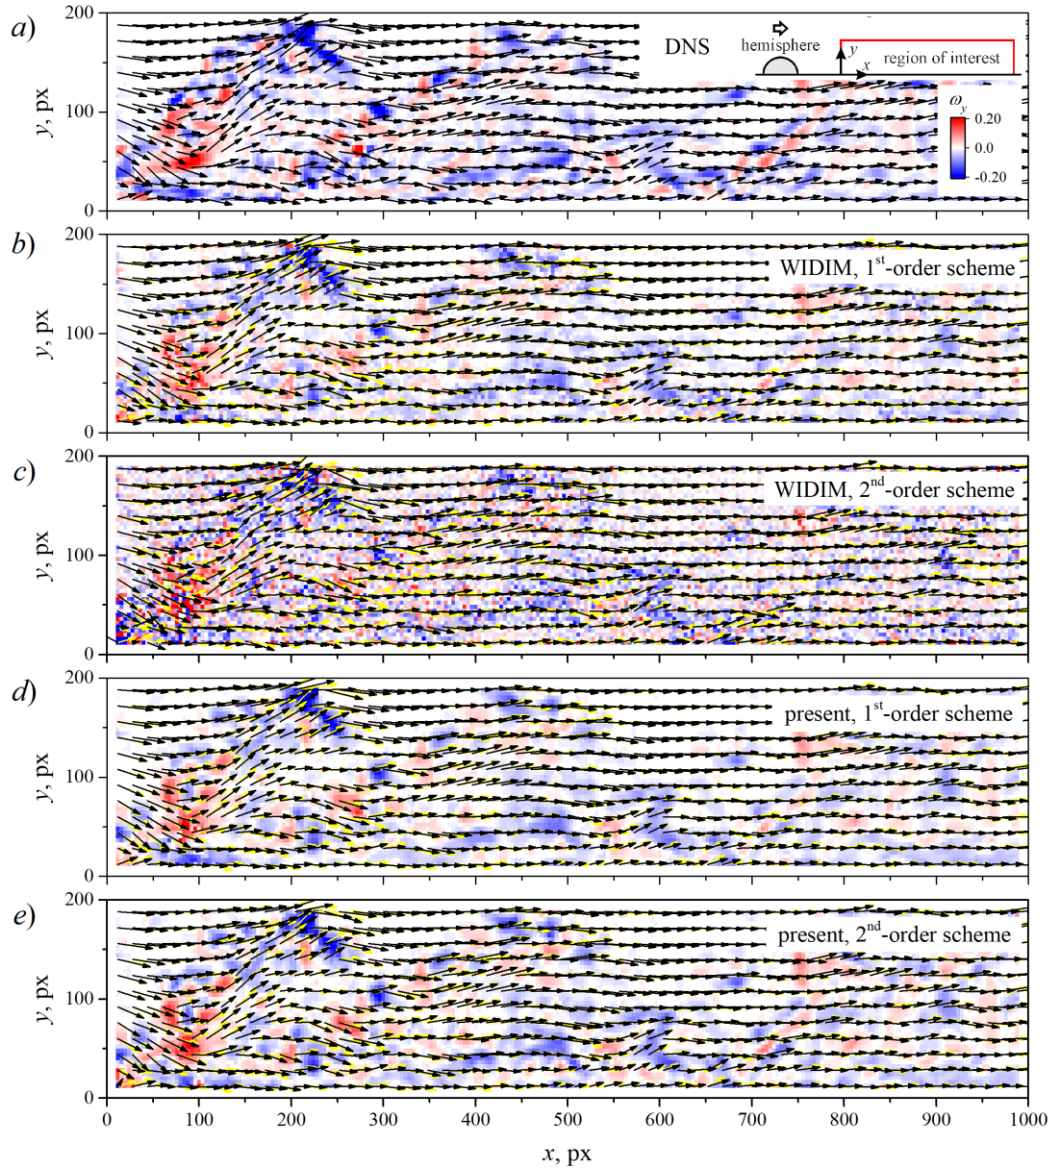 a)
200
DNS
hemisphere
y
x
region of interest
y, px
100
ω_y
0.20
0.0
-0.20
0
b)
200
WIDIM, 1st-order scheme
y, px
100
0
c)
200
WIDIM, 2nd-order scheme
y, px
100
0
d)
200
present, 1st-order scheme
y, px
100
0
e)
200
present, 2nd-order scheme
y, px
100
0
0 100 200 300 400 500 600 700 800 900 1000
x, px